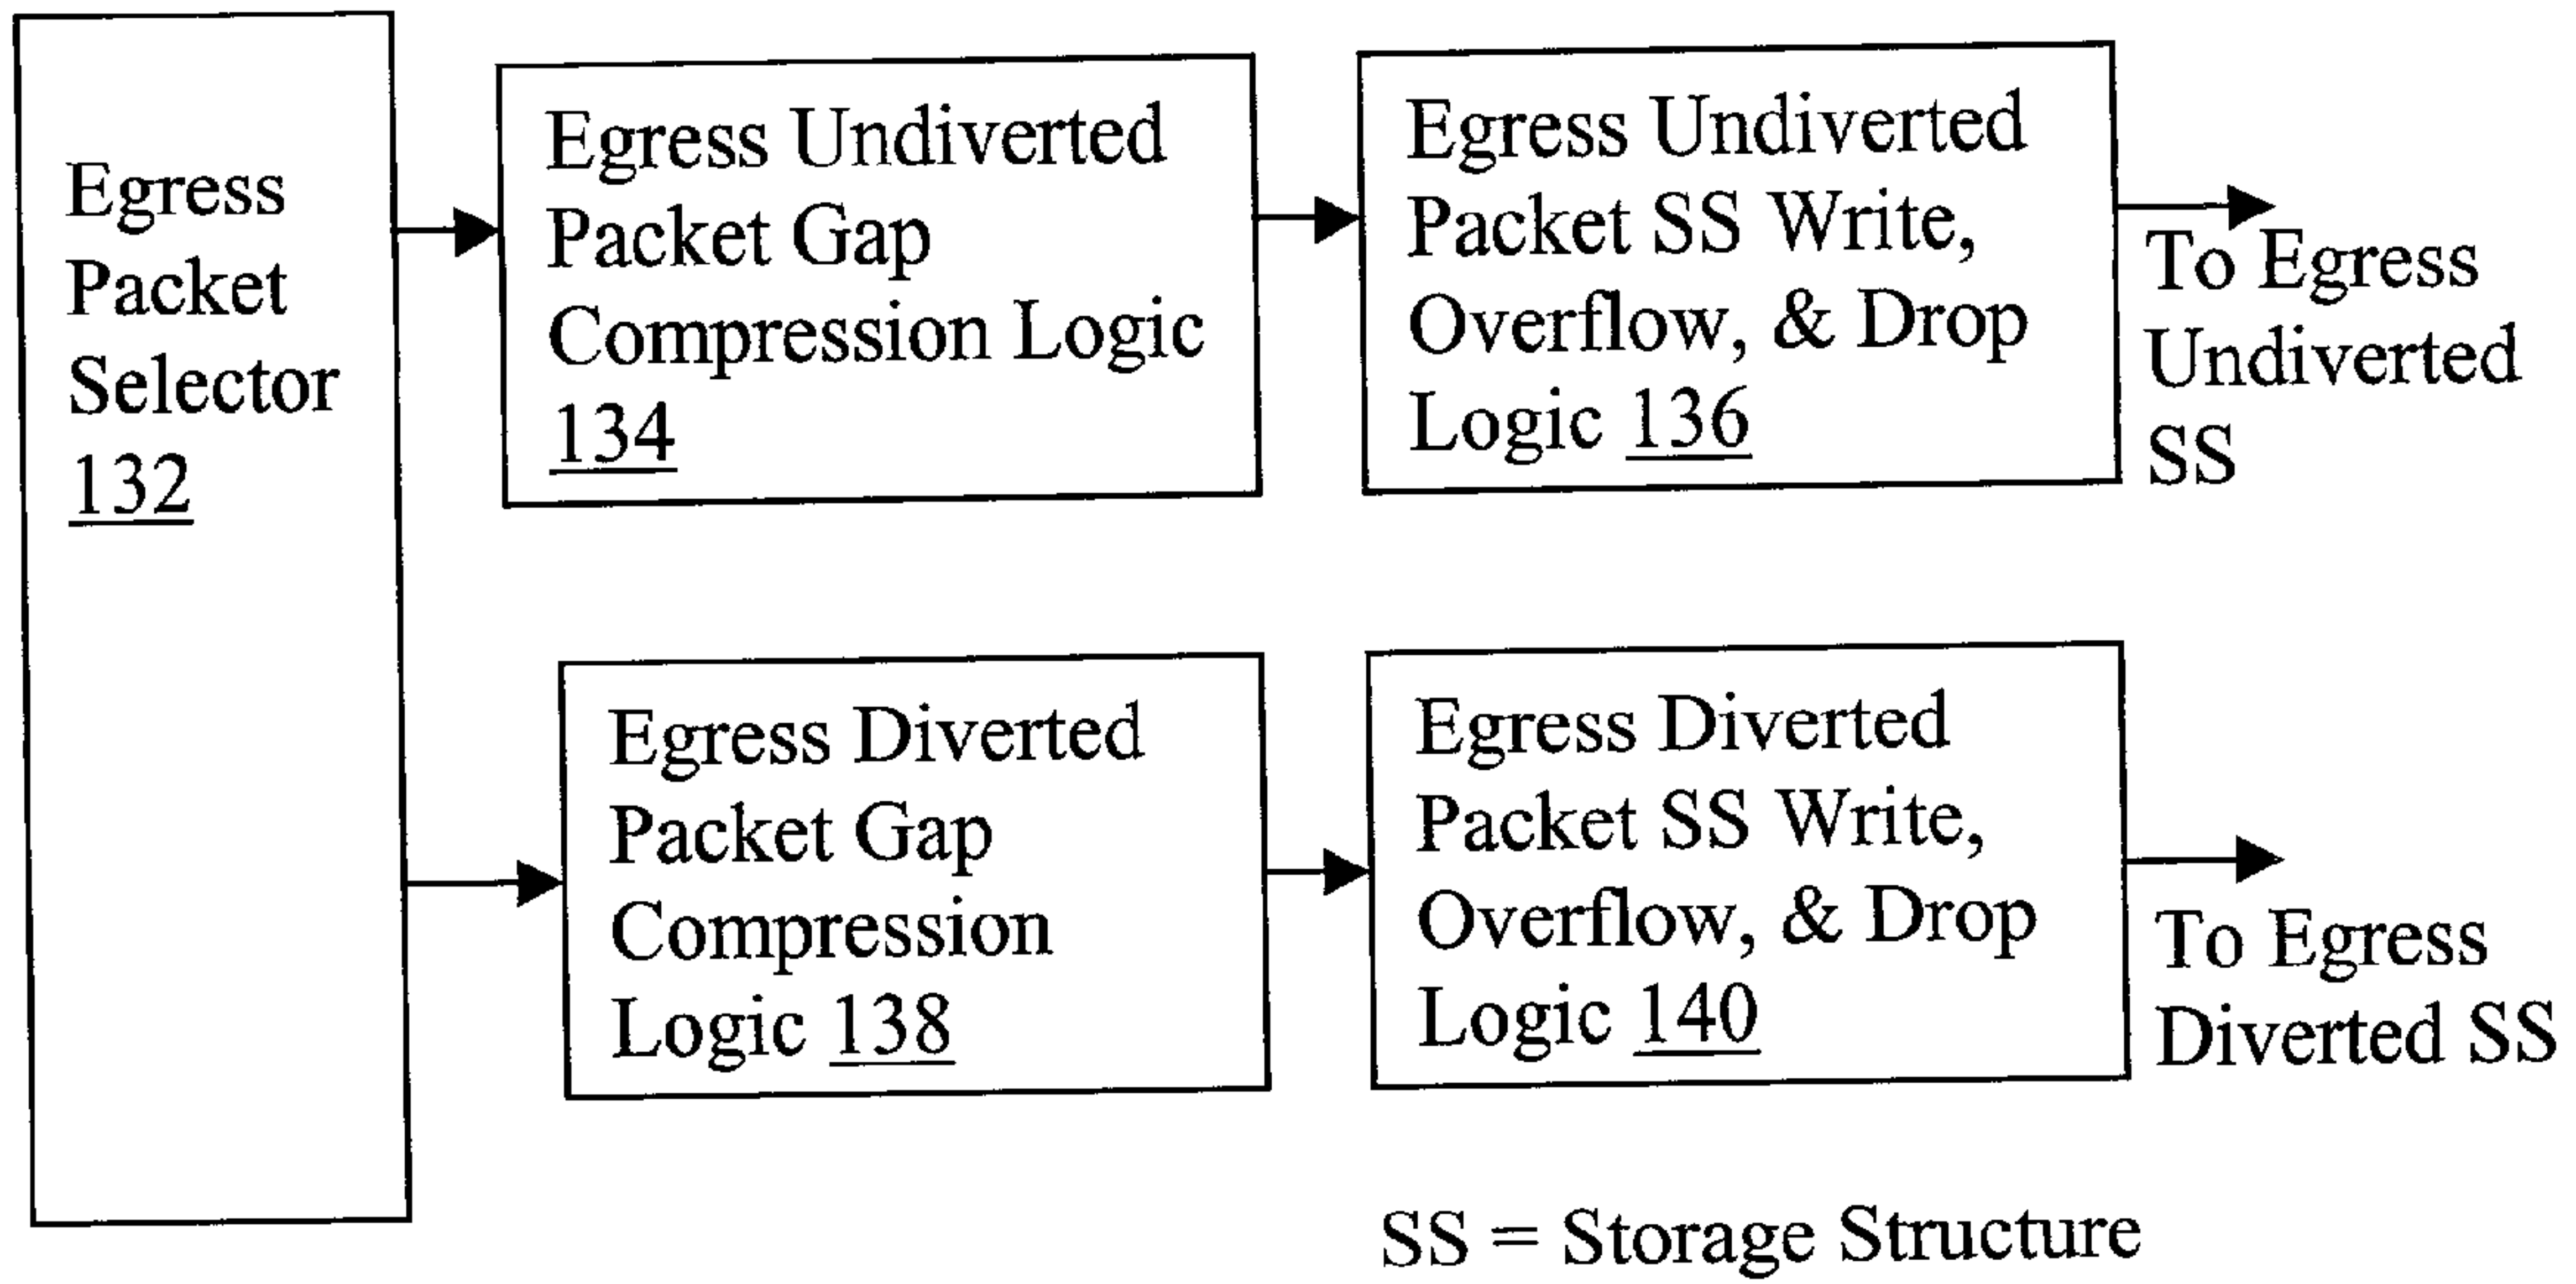 Egress
Packet
Selector
132
Egress Undiverted
Packet Gap
Compression Logic
134
Egress Undiverted
Packet SS Write,
Overflow, & Drop
Logic 136
To Egress
Undiverted
SS
Egress Diverted
Packet Gap
Compression
Logic 138
Egress Diverted
Packet SS Write,
Overflow, & Drop
Logic 140
To Egress
Diverted SS
SS = Storage Structure